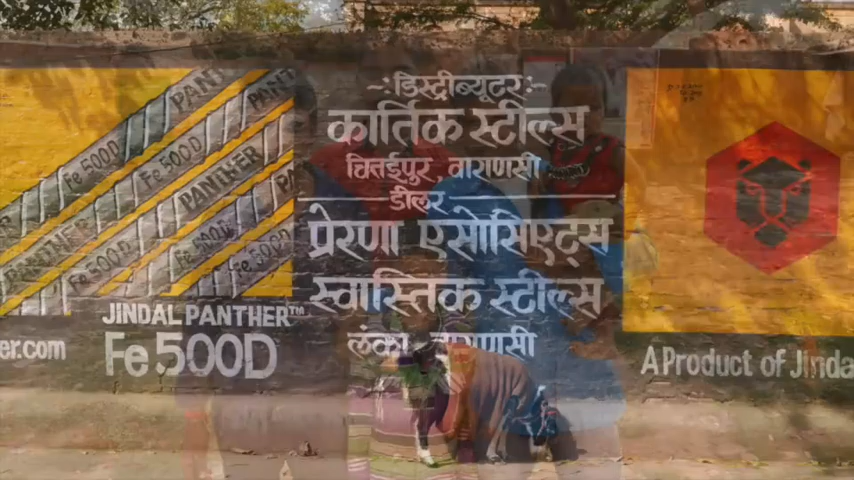 PANTHER
PANTHER
Fe 500D
Fe 500D
PANTHER
PANTHER
Fe 500D
Fe 500D
Fe 500D
JINDAL PANTHER™
Fe 500D
er.com
-: डिस्ट्रीब्यूटर :-
कार्तिक स्टील्स
चितईपुर, वाराणसी
डीलर
प्रेरणा एसोसिएट्स
स्वास्तिक स्टील्स
लंका, वाराणसी
A Product of Jinda